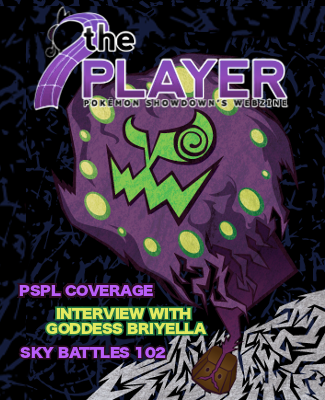 the
PLAYER
POKÉMON SHOWDOWN'S WEBZINE
PSPL COVERAGE
INTERVIEW WITH
GODDESS BRIYELLA
SKY BATTLES 102